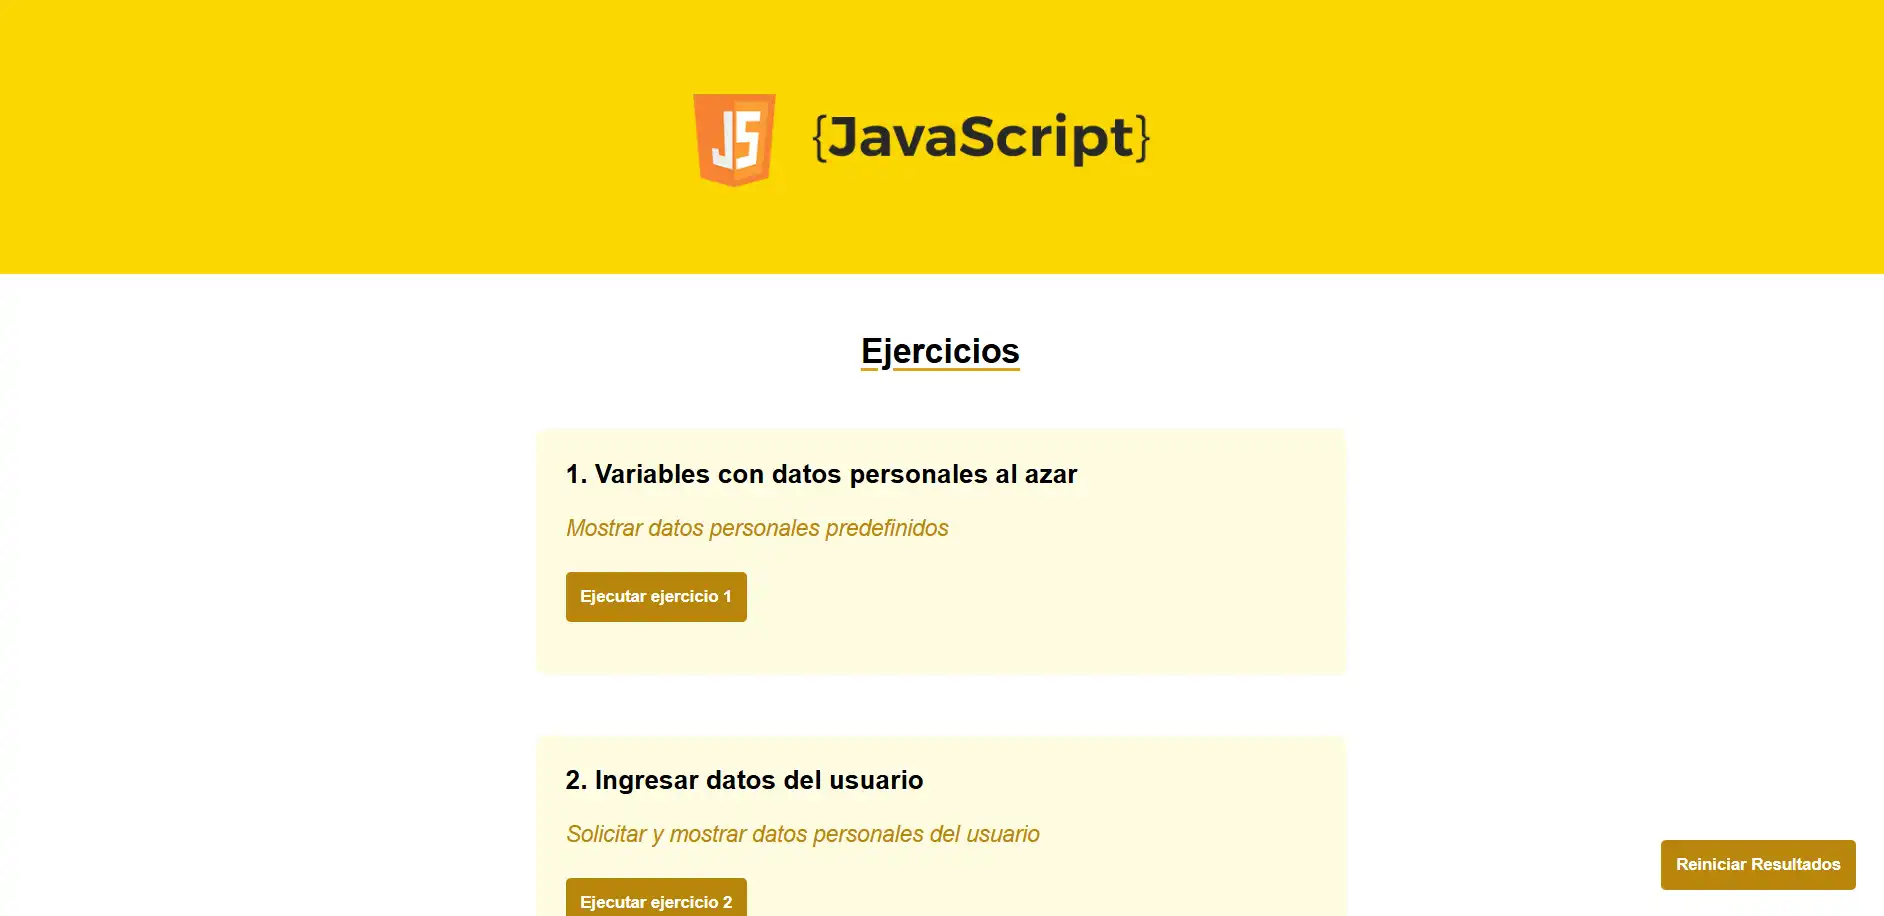 JS {JavaScript}
Ejercicios
1. Variables con datos personales al azar
Mostrar datos personales predefinidos
Ejecutar ejercicio 1
2. Ingresar datos del usuario
Solicitar y mostrar datos personales del usuario
Ejecutar ejercicio 2
Reiniciar Resultados